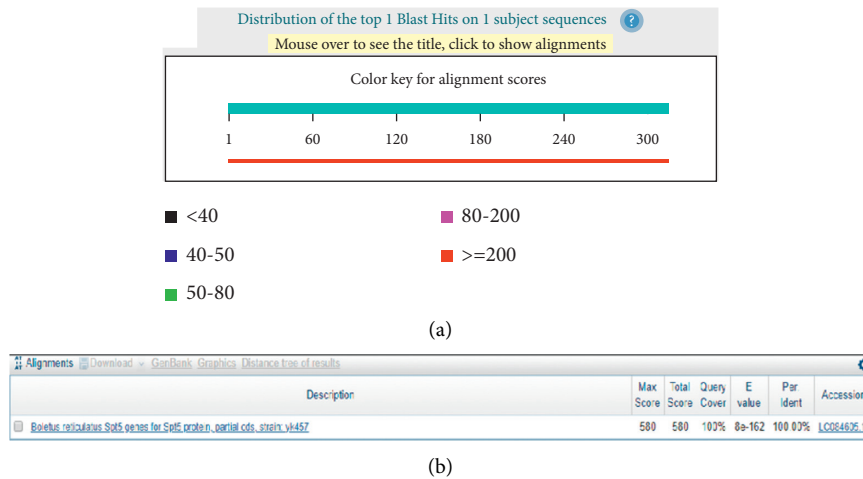 Distribution of the top 1 Blast Hits on 1 subject sequences ?
Mouse over to see the title, click to show alignments
Color key for alignment scores
1 60 120 180 240 300
<40 80-200
40-50 >=200
50-80
(a)
Alignments Download GenBank Graphics Distance tree of results
Description Max Score Total Score Query Cover E value Per Ident Accession
Boletus reticulatus Spt5 genes for Spt5 protein, partial cds, strain: yk457 580 580 100% 8e-162 100.00% LC084605.1
(b)